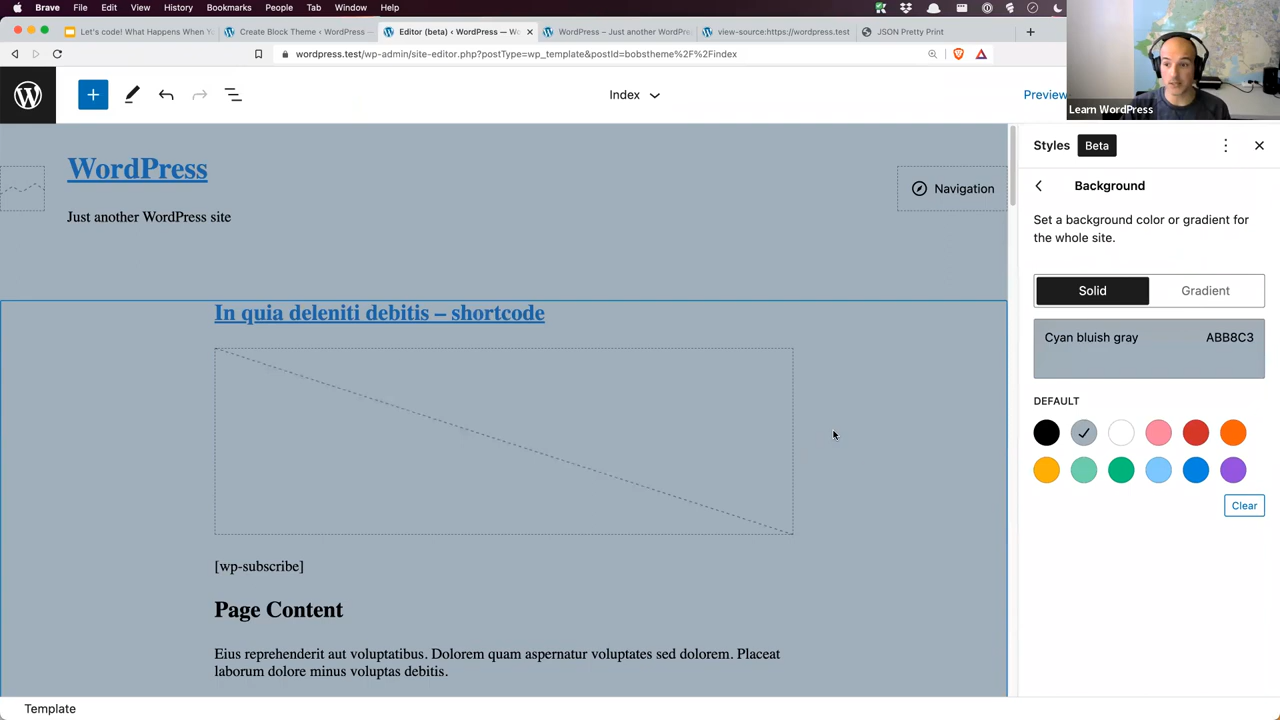 Brave File Edit View History Bookmarks People Tab Window Help
Let's code! What Happens When Y
Create Block Theme ‹ WordPress —
Editor (beta) ‹ WordPress — Wo
WordPress – Just another WordPre
view-source:https://wordpress.test
JSON Pretty Print
wordpress.test/wp-admin/site-editor.php?postType=wp_template&postId=bobstheme%2F%2Findex
Index
Preview
Learn WordPress
WordPress
Just another WordPress site
Navigation
In quia deleniti debitis – shortcode
[wp-subscribe]
Page Content
Eius reprehenderit aut voluptatibus. Dolorem quam aspernatur voluptates sed dolorem. Placeat
laborum dolore minus voluptas debitis.
Styles Beta
Background
Set a background color or gradient for
the whole site.
Solid Gradient
Cyan bluish gray ABB8C3
DEFAULT
Clear
Template